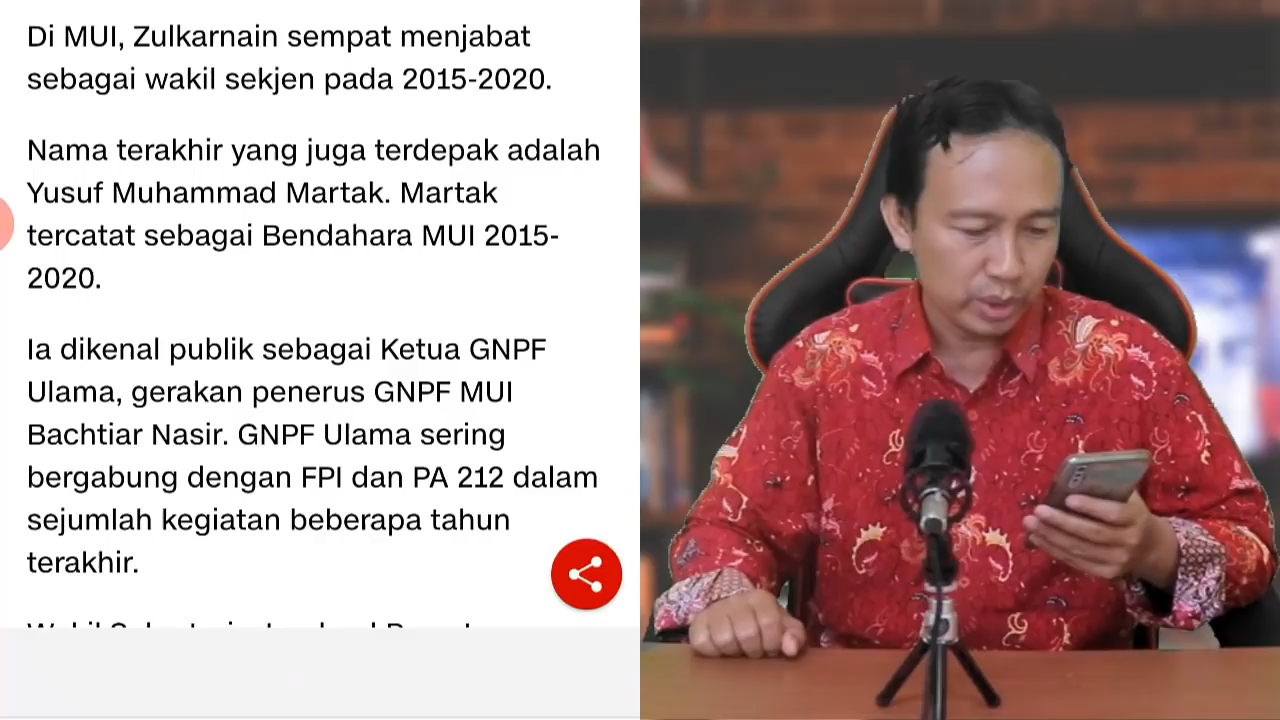 Di MUI, Zulkarnain sempat menjabat
sebagai wakil sekjen pada 2015-2020.
Nama terakhir yang juga terdepak adalah
Yusuf Muhammad Martak. Martak
tercatat sebagai Bendahara MUI 2015-
2020.
Ia dikenal publik sebagai Ketua GNPF
Ulama, gerakan penerus GNPF MUI
Bachtiar Nasir. GNPF Ulama sering
bergabung dengan FPI dan PA 212 dalam
sejumlah kegiatan beberapa tahun
terakhir.